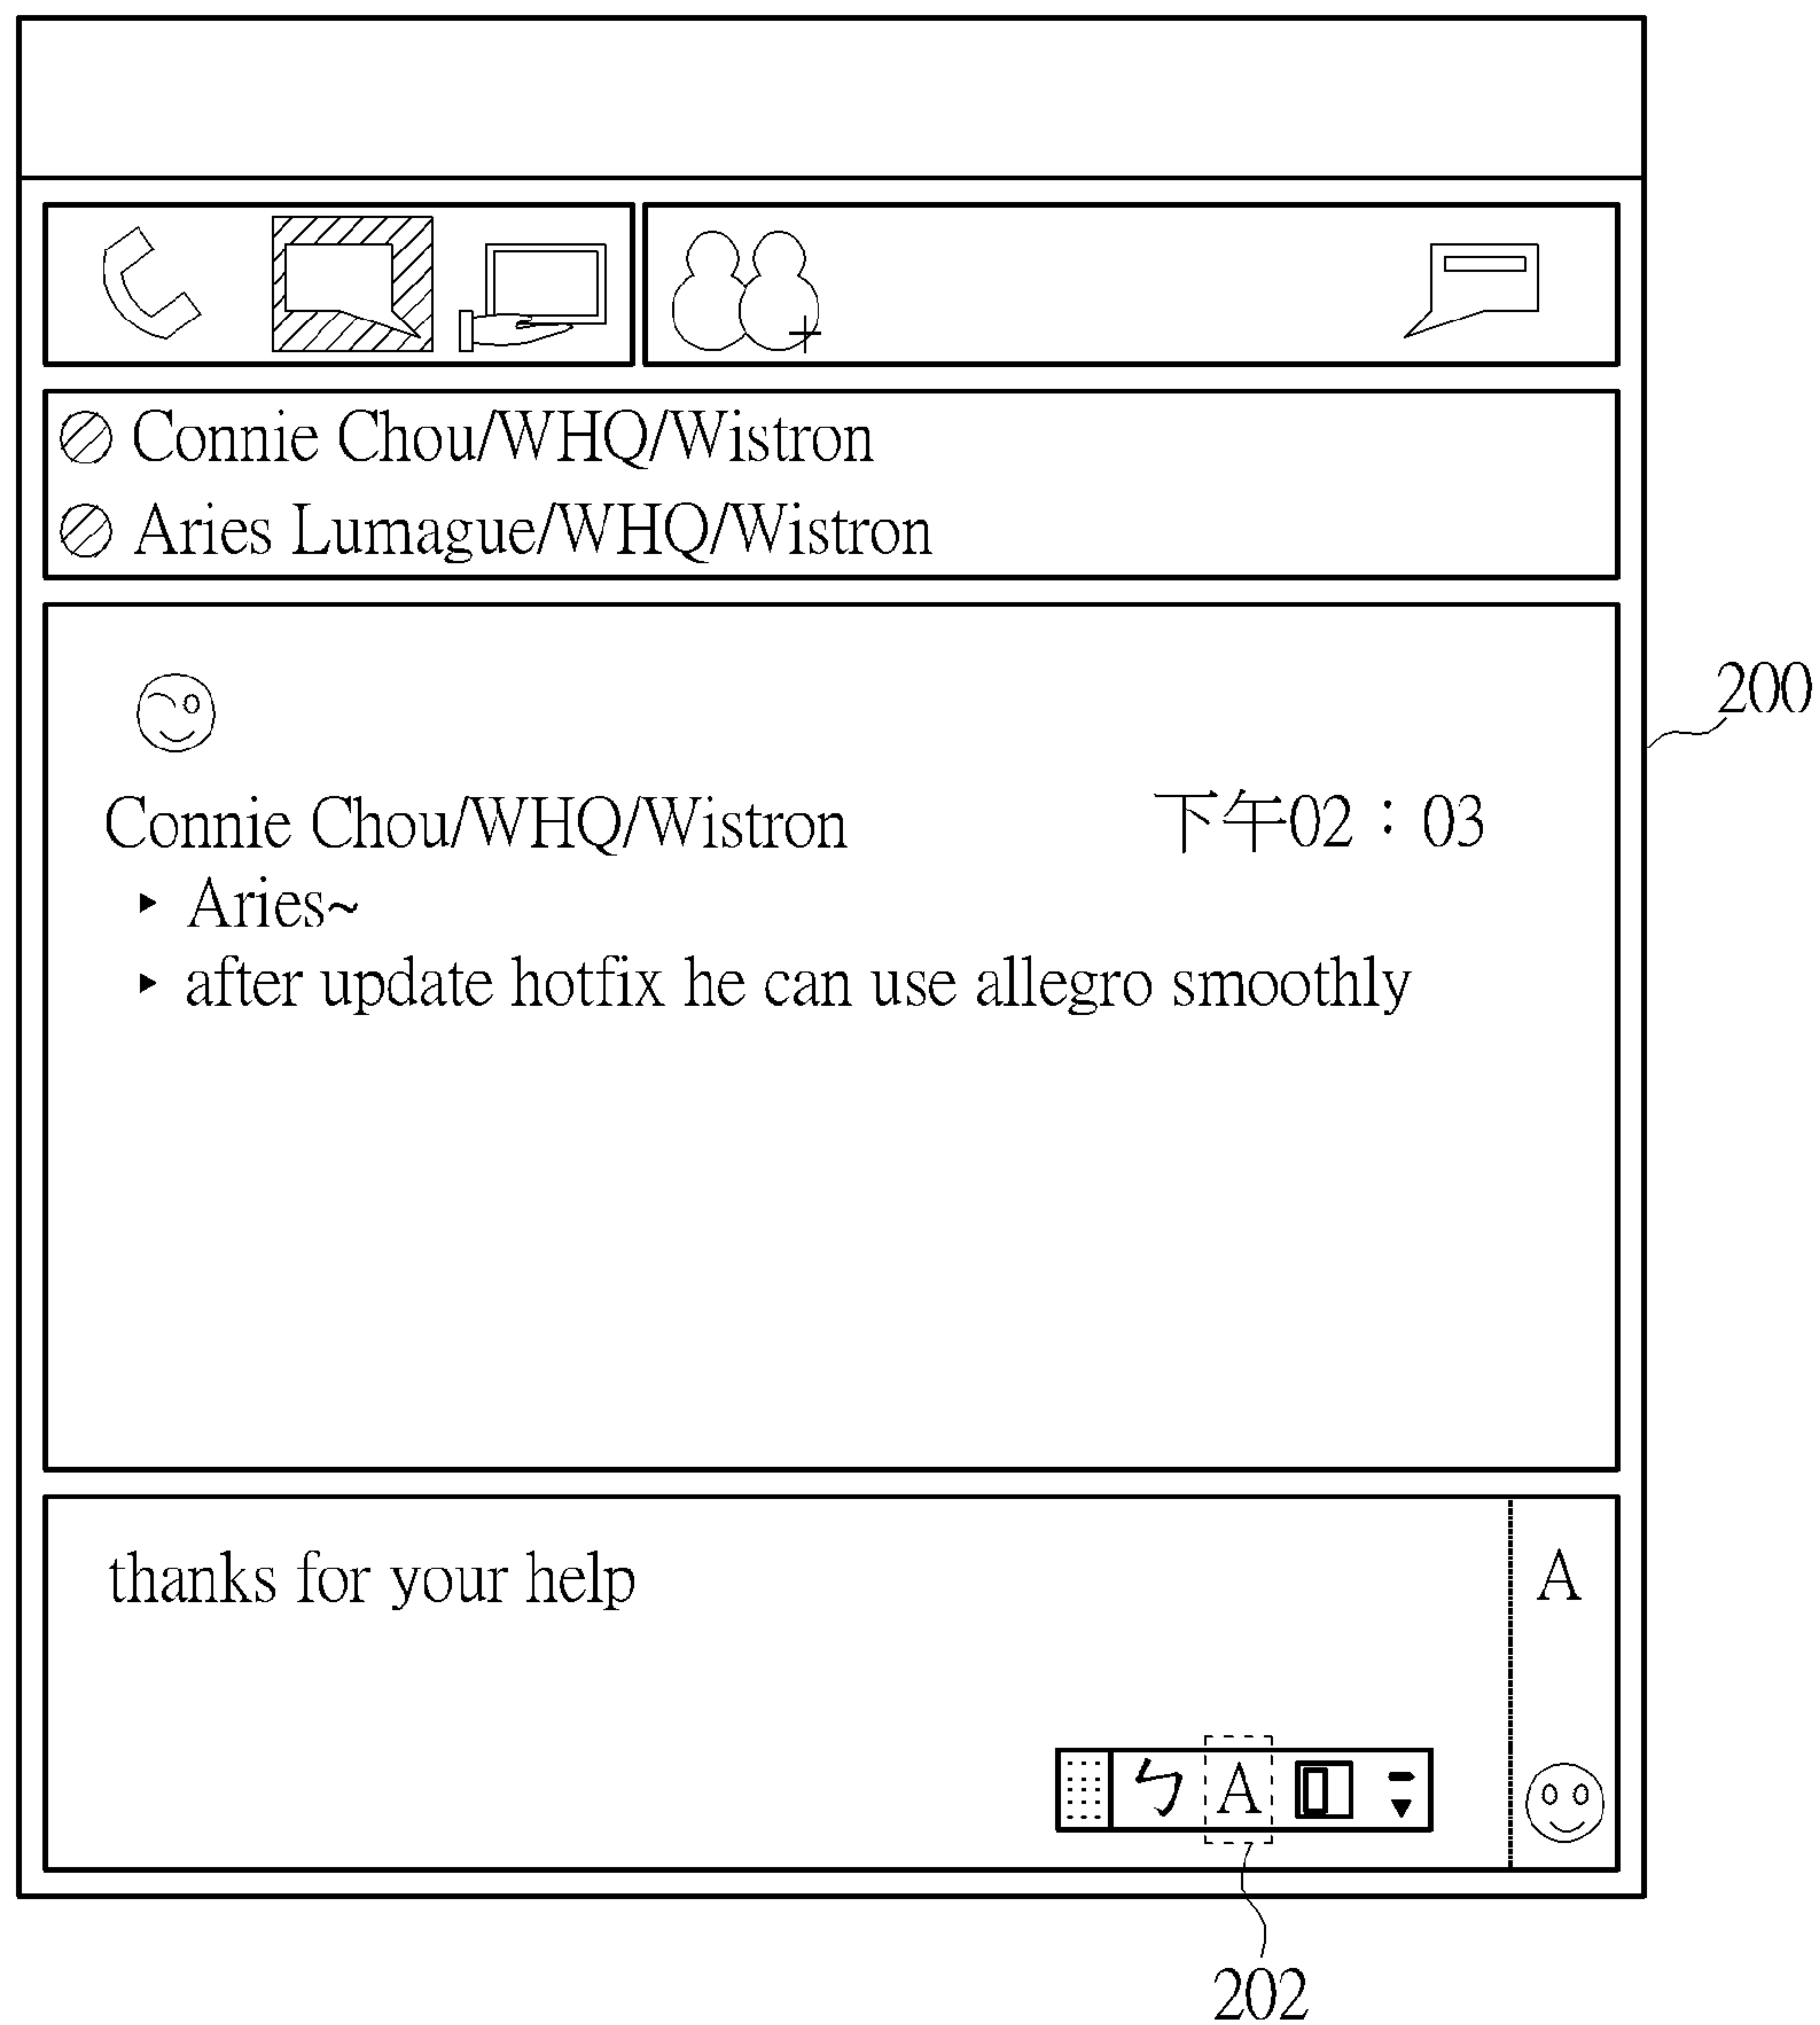 Connie Chou/WHQ/Wistron
Aries Lumague/WHQ/Wistron
200
Connie Chou/WHQ/Wistron 下午02：03
Aries~
after update hotfix he can use allegro smoothly
thanks for your help A
ㄅ A
202